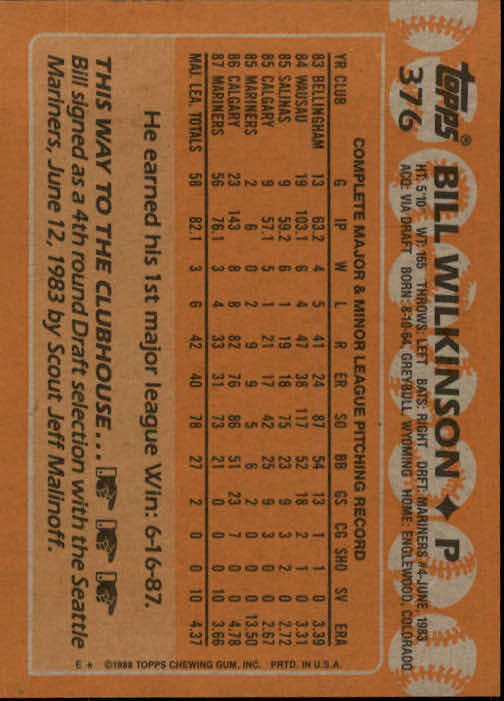 Topps®
376
BILL WILKINSON ♦ P
HT: 5'10" WT: 165 THROWS: LEFT BATS: RIGHT DRFT: MARINERS #4-JUNE, 1983
ACQ: VIA DRAFT BORN: 8-10-64, GREYBULL, WYOMING HOME: ENGLEWOOD, COLORADO
COMPLETE MAJOR & MINOR LEAGUE PITCHING RECORD
YR CLUB G IP W L R ER SO BB GS CG SHO SV ERA
83 BELLINGHAM 13 63.2 4 5 41 24 87 54 13 1 1 0 3.39
84 WAUSAU 19 103.1 6 4 47 38 117 52 18 2 1 0 3.31
85 SALINAS 9 59.2 6 1 19 18 75 23 9 3 2 0 2.72
85 CALGARY 9 57.1 5 1 21 17 42 25 9 3 0 0 2.67
85 MARINERS 2 6 0 2 9 9 5 6 2 0 0 0 13.50
86 CALGARY 23 143 8 8 82 76 86 51 23 7 0 0 4.78
87 MARINERS 56 76.1 3 4 33 31 73 21 0 0 0 10 3.66
MAJ. LEA. TOTALS 58 82.1 3 6 42 40 78 27 2 0 0 10 4.37
He earned his 1st major league Win: 6-16-87.
THIS WAY TO THE CLUBHOUSE...
Bill signed as a 4th round Draft selection with the Seattle
Mariners, June 12, 1983 by Scout Jeff Malinoff.
E * ©1988 TOPPS CHEWING GUM, INC. PRTD. IN U.S.A.